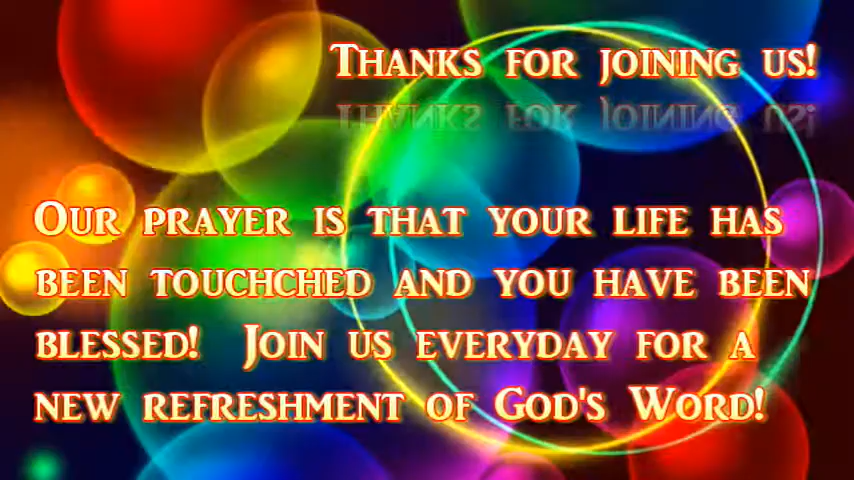 Thanks for joining us!
Our prayer is that your life has
been touchched and you have been
blessed! Join us everyday for a
new refreshment of God's Word!